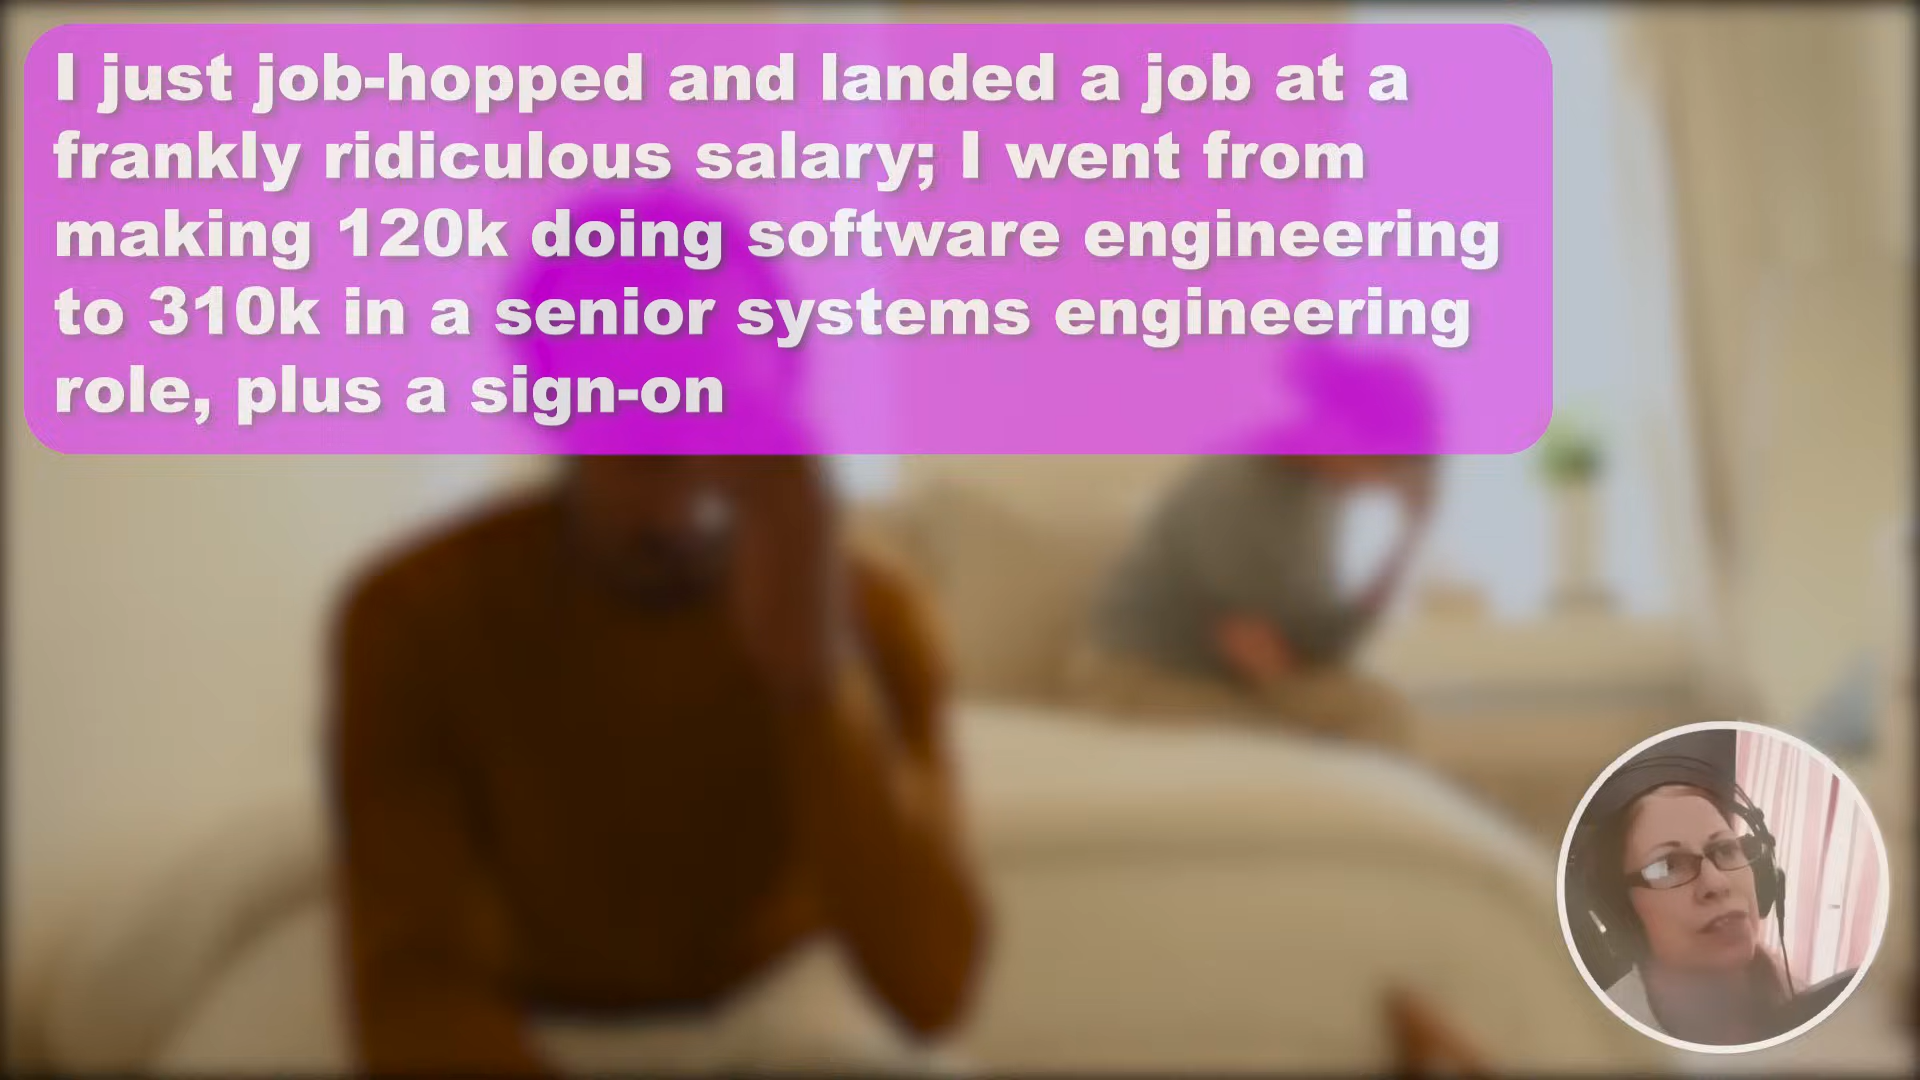 I just job-hopped and landed a job at a
frankly ridiculous salary; I went from
making 120k doing software engineering
to 310k in a senior systems engineering
role, plus a sign-on